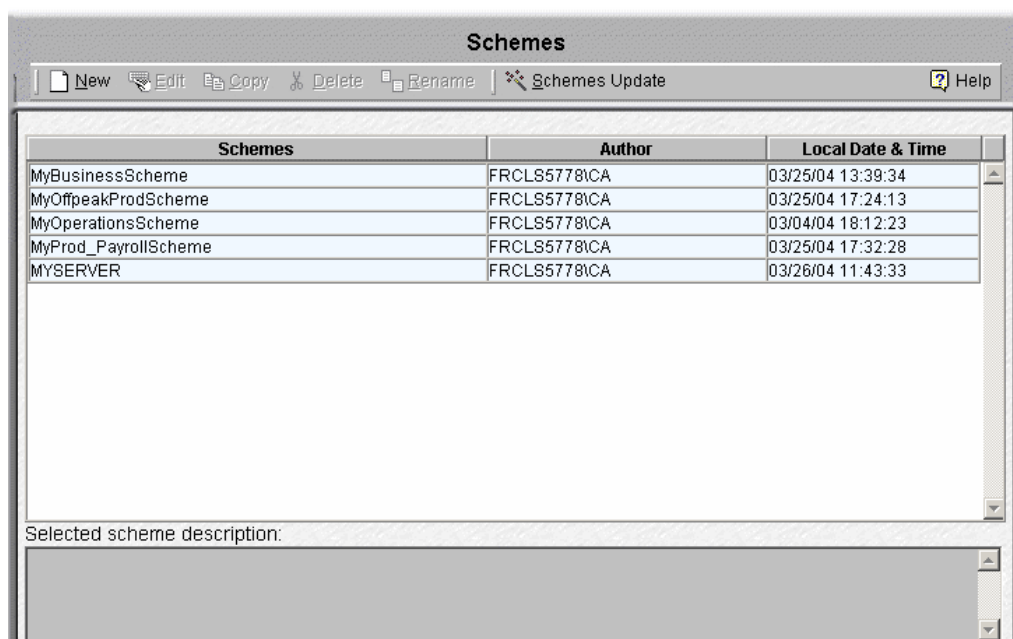 Schemes
New Edit Copy Delete Rename Schemes Update Help
Schemes Author Local Date & Time
MyBusinessScheme FRCLS5778\CA 03/25/04 13:39:34
MyOffpeakProdScheme FRCLS5778\CA 03/25/04 17:24:13
MyOperationsScheme FRCLS5778\CA 03/04/04 18:12:23
MyProd_PayrollScheme FRCLS5778\CA 03/25/04 17:32:28
MYSERVER FRCLS5778\CA 03/26/04 11:43:33
Selected scheme description: